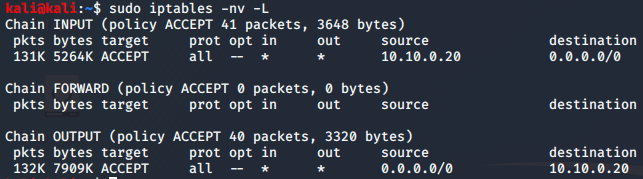 kali@kali:~$ sudo iptables -nv -L
Chain INPUT (policy ACCEPT 41 packets, 3648 bytes)
pkts bytes target prot opt in out source destination
131K 5264K ACCEPT all -- * * 10.10.0.20 0.0.0.0/0
Chain FORWARD (policy ACCEPT 0 packets, 0 bytes)
pkts bytes target prot opt in out source destination
Chain OUTPUT (policy ACCEPT 40 packets, 3320 bytes)
pkts bytes target prot opt in out source destination
132K 7909K ACCEPT all -- * * 0.0.0.0/0 10.10.0.20